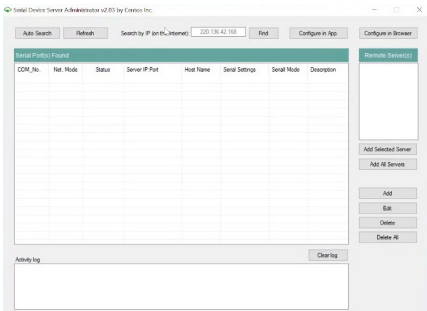 Serial Device Server Administrator v2.03 by Centos Inc.
Auto Search Refresh Search by IP (on the Internet): 220.136.42.168 Find Configure in App Configure in Browser
Serial Port(s) Found Remote Server(s)
COM_No. Net. Mode Status Server IP:Port Host Name Serial Settings Serail Mode Description
Add Selected Server
Add All Servers
Add
Edit
Delete
Delete All
Clear log
Activity log